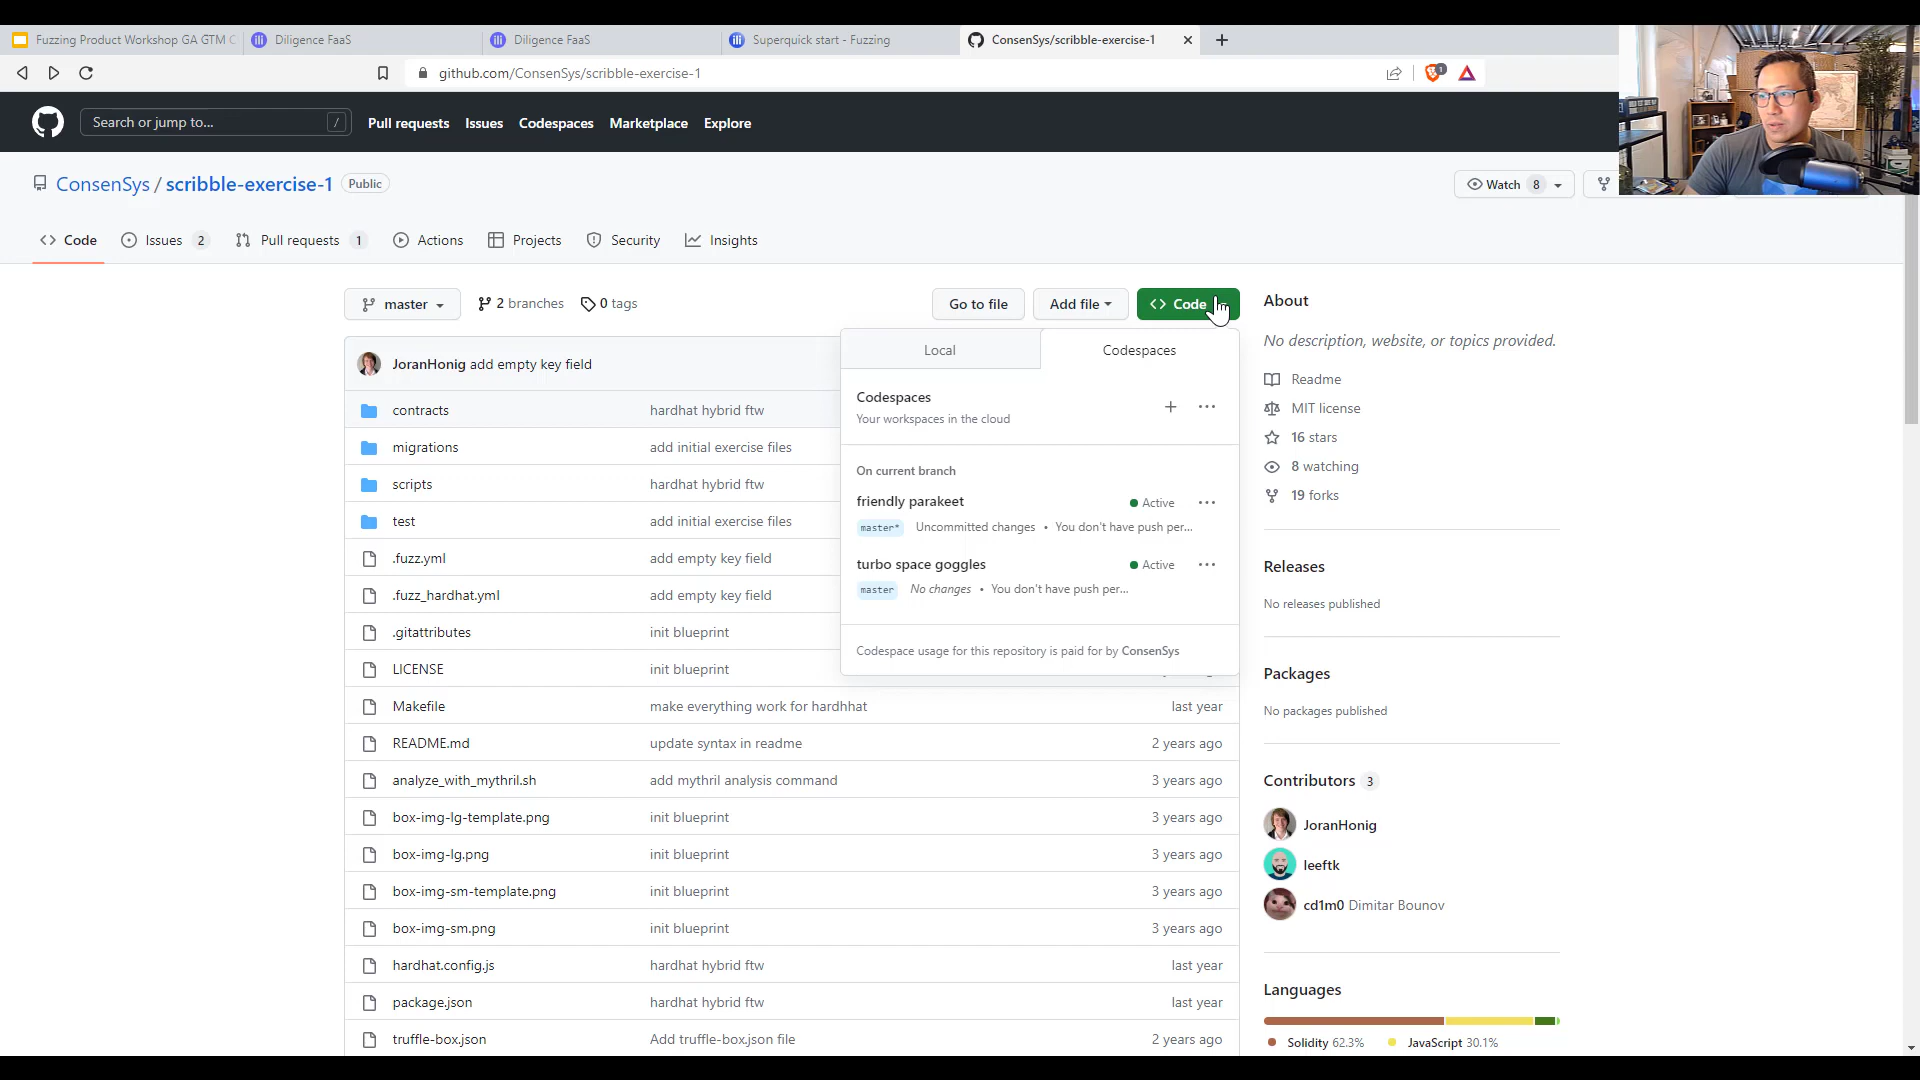 Fuzzing Product Workshop GA GTM C
Diligence FaaS
Diligence FaaS
Superquick start - Fuzzing
ConsenSys/scribble-exercise-1
github.com/ConsenSys/scribble-exercise-1
1
Search or jump to...
/
Pull requests
Issues
Codespaces
Marketplace
Explore
ConsenSys / scribble-exercise-1
Public
Watch 8
Code
Issues 2
Pull requests 1
Actions
Projects
Security
Insights
master
2 branches
0 tags
Go to file
Add file
Code
Local
Codespaces
Codespaces
Your workspaces in the cloud
On current branch
friendly parakeet
Active
master* Uncommitted changes • You don't have push per...
turbo space goggles
Active
master No changes • You don't have push per...
Codespace usage for this repository is paid for by ConsenSys
JoranHonig add empty key field
contracts hardhat hybrid ftw
migrations add initial exercise files
scripts hardhat hybrid ftw
test add initial exercise files
.fuzz.yml add empty key field
.fuzz_hardhat.yml add empty key field
.gitattributes init blueprint
LICENSE init blueprint
Makefile make everything work for hardhhat last year
README.md update syntax in readme 2 years ago
analyze_with_mythril.sh add mythril analysis command 3 years ago
box-img-lg-template.png init blueprint 3 years ago
box-img-lg.png init blueprint 3 years ago
box-img-sm-template.png init blueprint 3 years ago
box-img-sm.png init blueprint 3 years ago
hardhat.config.js hardhat hybrid ftw last year
package.json hardhat hybrid ftw last year
truffle-box.json Add truffle-box.json file 2 years ago
About
No description, website, or topics provided.
Readme
MIT license
16 stars
8 watching
19 forks
Releases
No releases published
Packages
No packages published
Contributors 3
JoranHonig
leeftk
cd1m0 Dimitar Bounov
Languages
Solidity 62.3%
JavaScript 30.1%